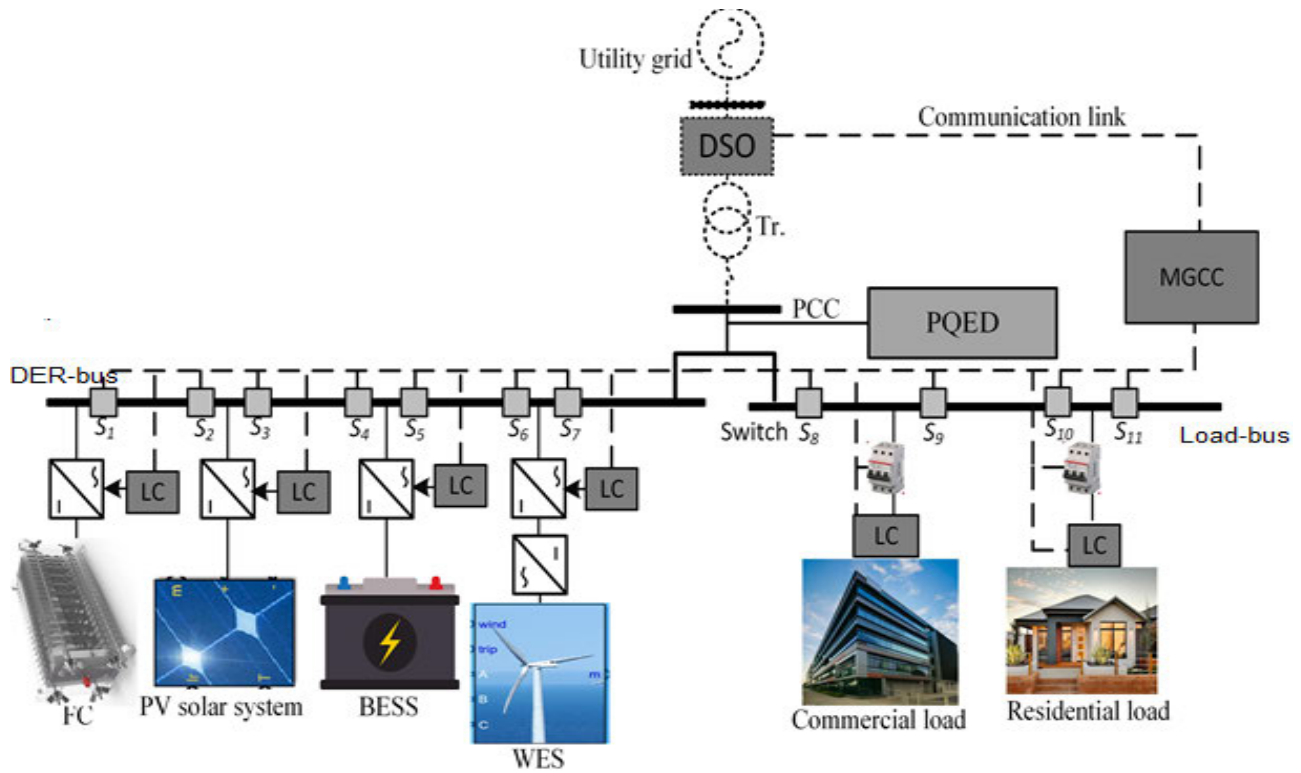 Utility grid
Communication link
DSO
Tr.
MGCC
PCC
PQED
DER-bus
S1
S2
S3
S4
S5
S6
S7
Switch
S8
S9
S10
S11
Load-bus
LC
LC
LC
LC
LC
LC
m
+
-
T
wind
trip
A
B
C
m
FC
PV solar system
BESS
WES
Commercial load
Residential load